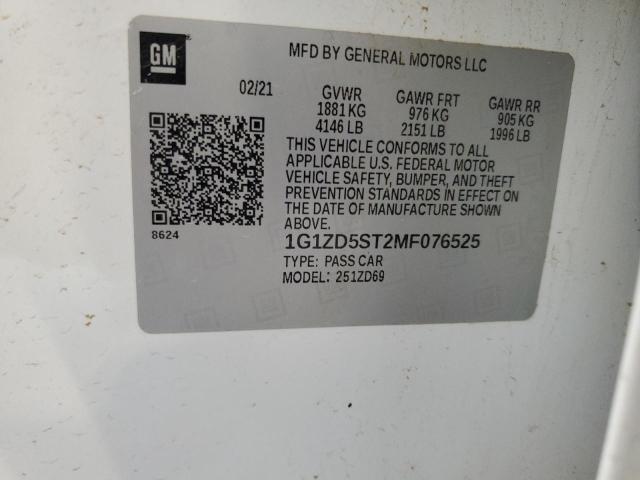 GM
MFD BY GENERAL MOTORS LLC
02/21 GVWR GAWR FRT GAWR RR
1881 KG 976 KG 905 KG
4146 LB 2151 LB 1996 LB
THIS VEHICLE CONFORMS TO ALL
APPLICABLE U.S. FEDERAL MOTOR
VEHICLE SAFETY, BUMPER, AND THEFT
PREVENTION STANDARDS IN EFFECT ON
THE DATE OF MANUFACTURE SHOWN
ABOVE.
8624
1G1ZD5ST2MF076525
TYPE: PASS CAR
MODEL: 251ZD69